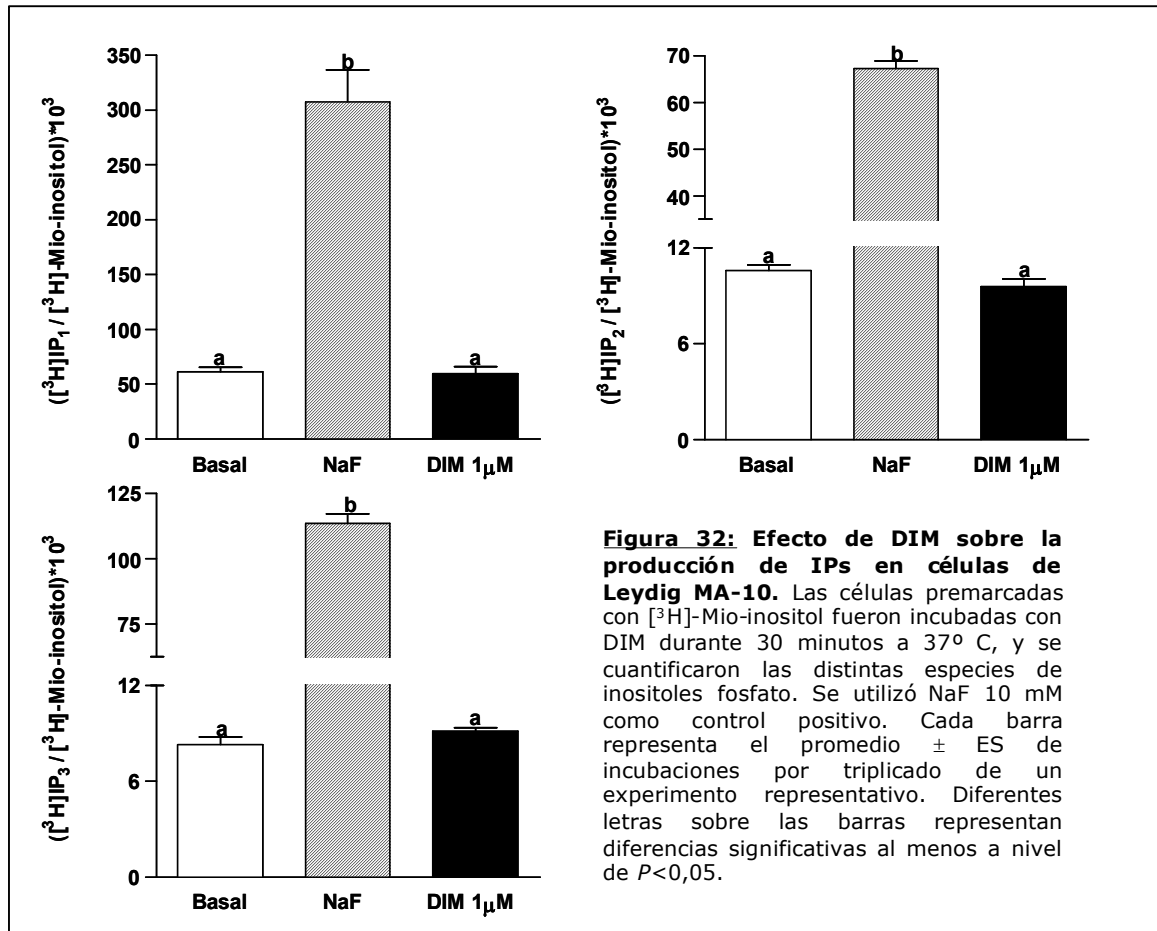 ([³H]IP₁ / [³H]-Mio-inositol)*10³
350
300
250
200
150
100
50
0
a
b
a
Basal NaF DIM 1µM
([³H]IP₂ / [³H]-Mio-inositol)*10³
70
60
50
40
12
6
0
a
b
a
Basal NaF DIM 1µM
([³H]IP₃ / [³H]-Mio-inositol)*10³
125
100
75
12
6
0
a
b
a
Basal NaF DIM 1µM
Figura 32: Efecto de DIM sobre la
producción de IPs en células de
Leydig MA-10. Las células premarcadas
con [³H]-Mio-inositol fueron incubadas con
DIM durante 30 minutos a 37º C, y se
cuantificaron las distintas especies de
inositoles fosfato. Se utilizó NaF 10 mM
como control positivo. Cada barra
representa el promedio ± ES de
incubaciones por triplicado de un
experimento representativo. Diferentes
letras sobre las barras representan
diferencias significativas al menos a nivel
de P<0,05.